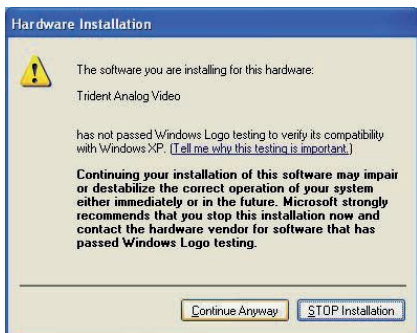 Hardware Installation
The software you are installing for this hardware:
Trident Analog Video
has not passed Windows Logo testing to verify its compatibility
with Windows XP. (Tell me why this testing is important.)
Continuing your installation of this software may impair
or destabilize the correct operation of your system
either immediately or in the future. Microsoft strongly
recommends that you stop this installation now and
contact the hardware vendor for software that has
passed Windows Logo testing.
Continue Anyway STOP Installation